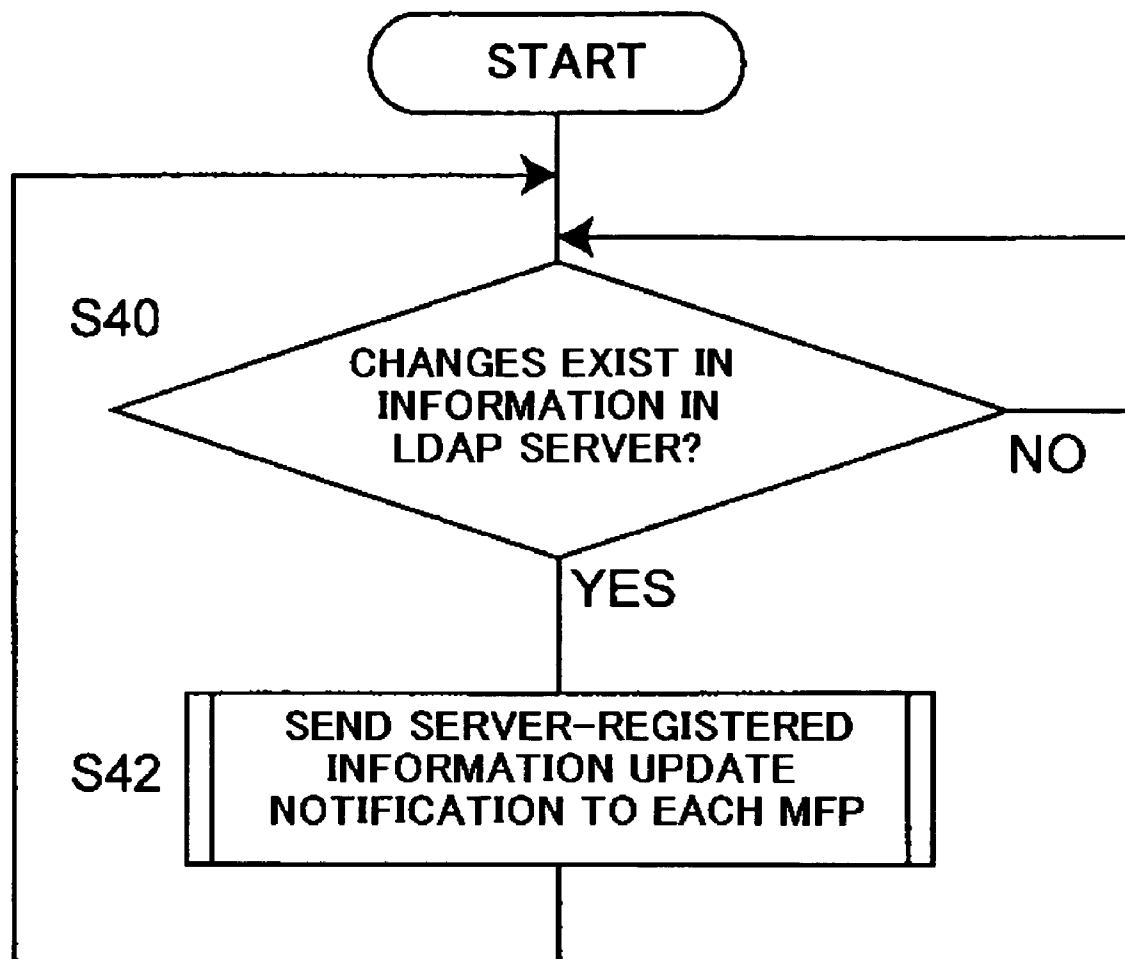 START
S40
CHANGES EXIST IN
INFORMATION IN
LDAP SERVER?
NO
YES
S42
SEND SERVER-REGISTERED
INFORMATION UPDATE
NOTIFICATION TO EACH MFP